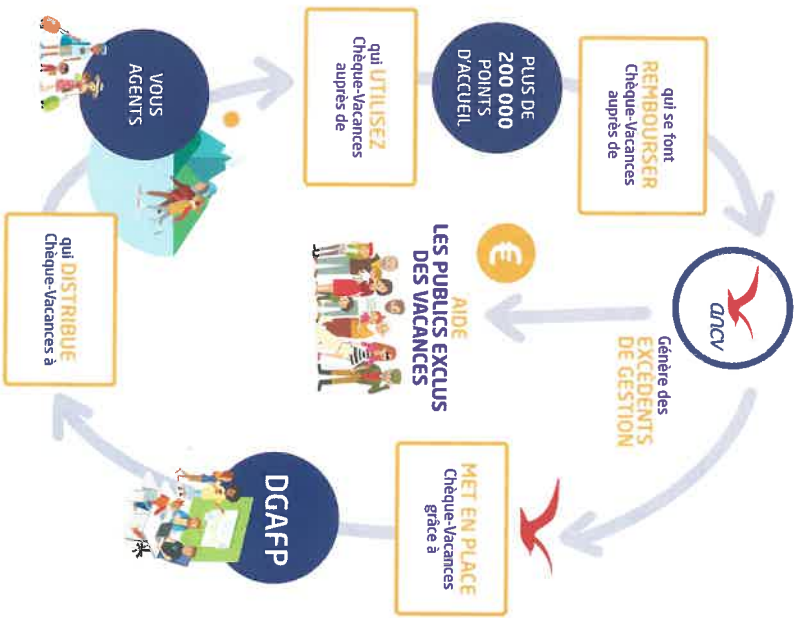 ancv
Génère des
EXCÉDENTS
DE GESTION
MET EN PLACE
Chèque-Vacances
grâce à
DGAFP
qui DISTRIBUE
Chèque-Vacances à
VOUS
AGENTS
qui UTILISEZ
Chèque-Vacances
auprès de
PLUS DE
200 000
POINTS
D'ACCUEIL
qui se font
REMBOURSER
Chèque-Vacances
auprès de
€
AIDE
LES PUBLICS EXCLUS
DES VACANCES